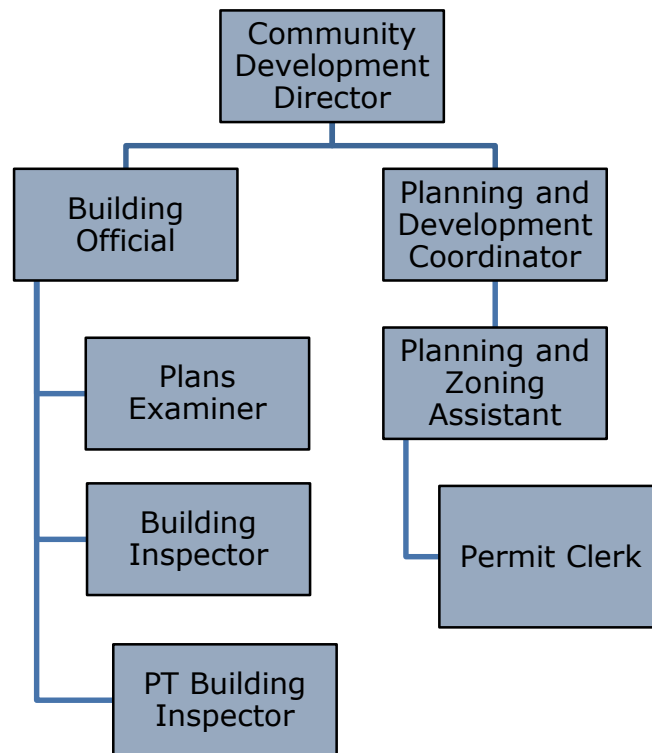 Community
Development
Director
Building
Official
Planning and
Development
Coordinator
Plans
Examiner
Planning and
Zoning
Assistant
Building
Inspector
Permit Clerk
PT Building
Inspector